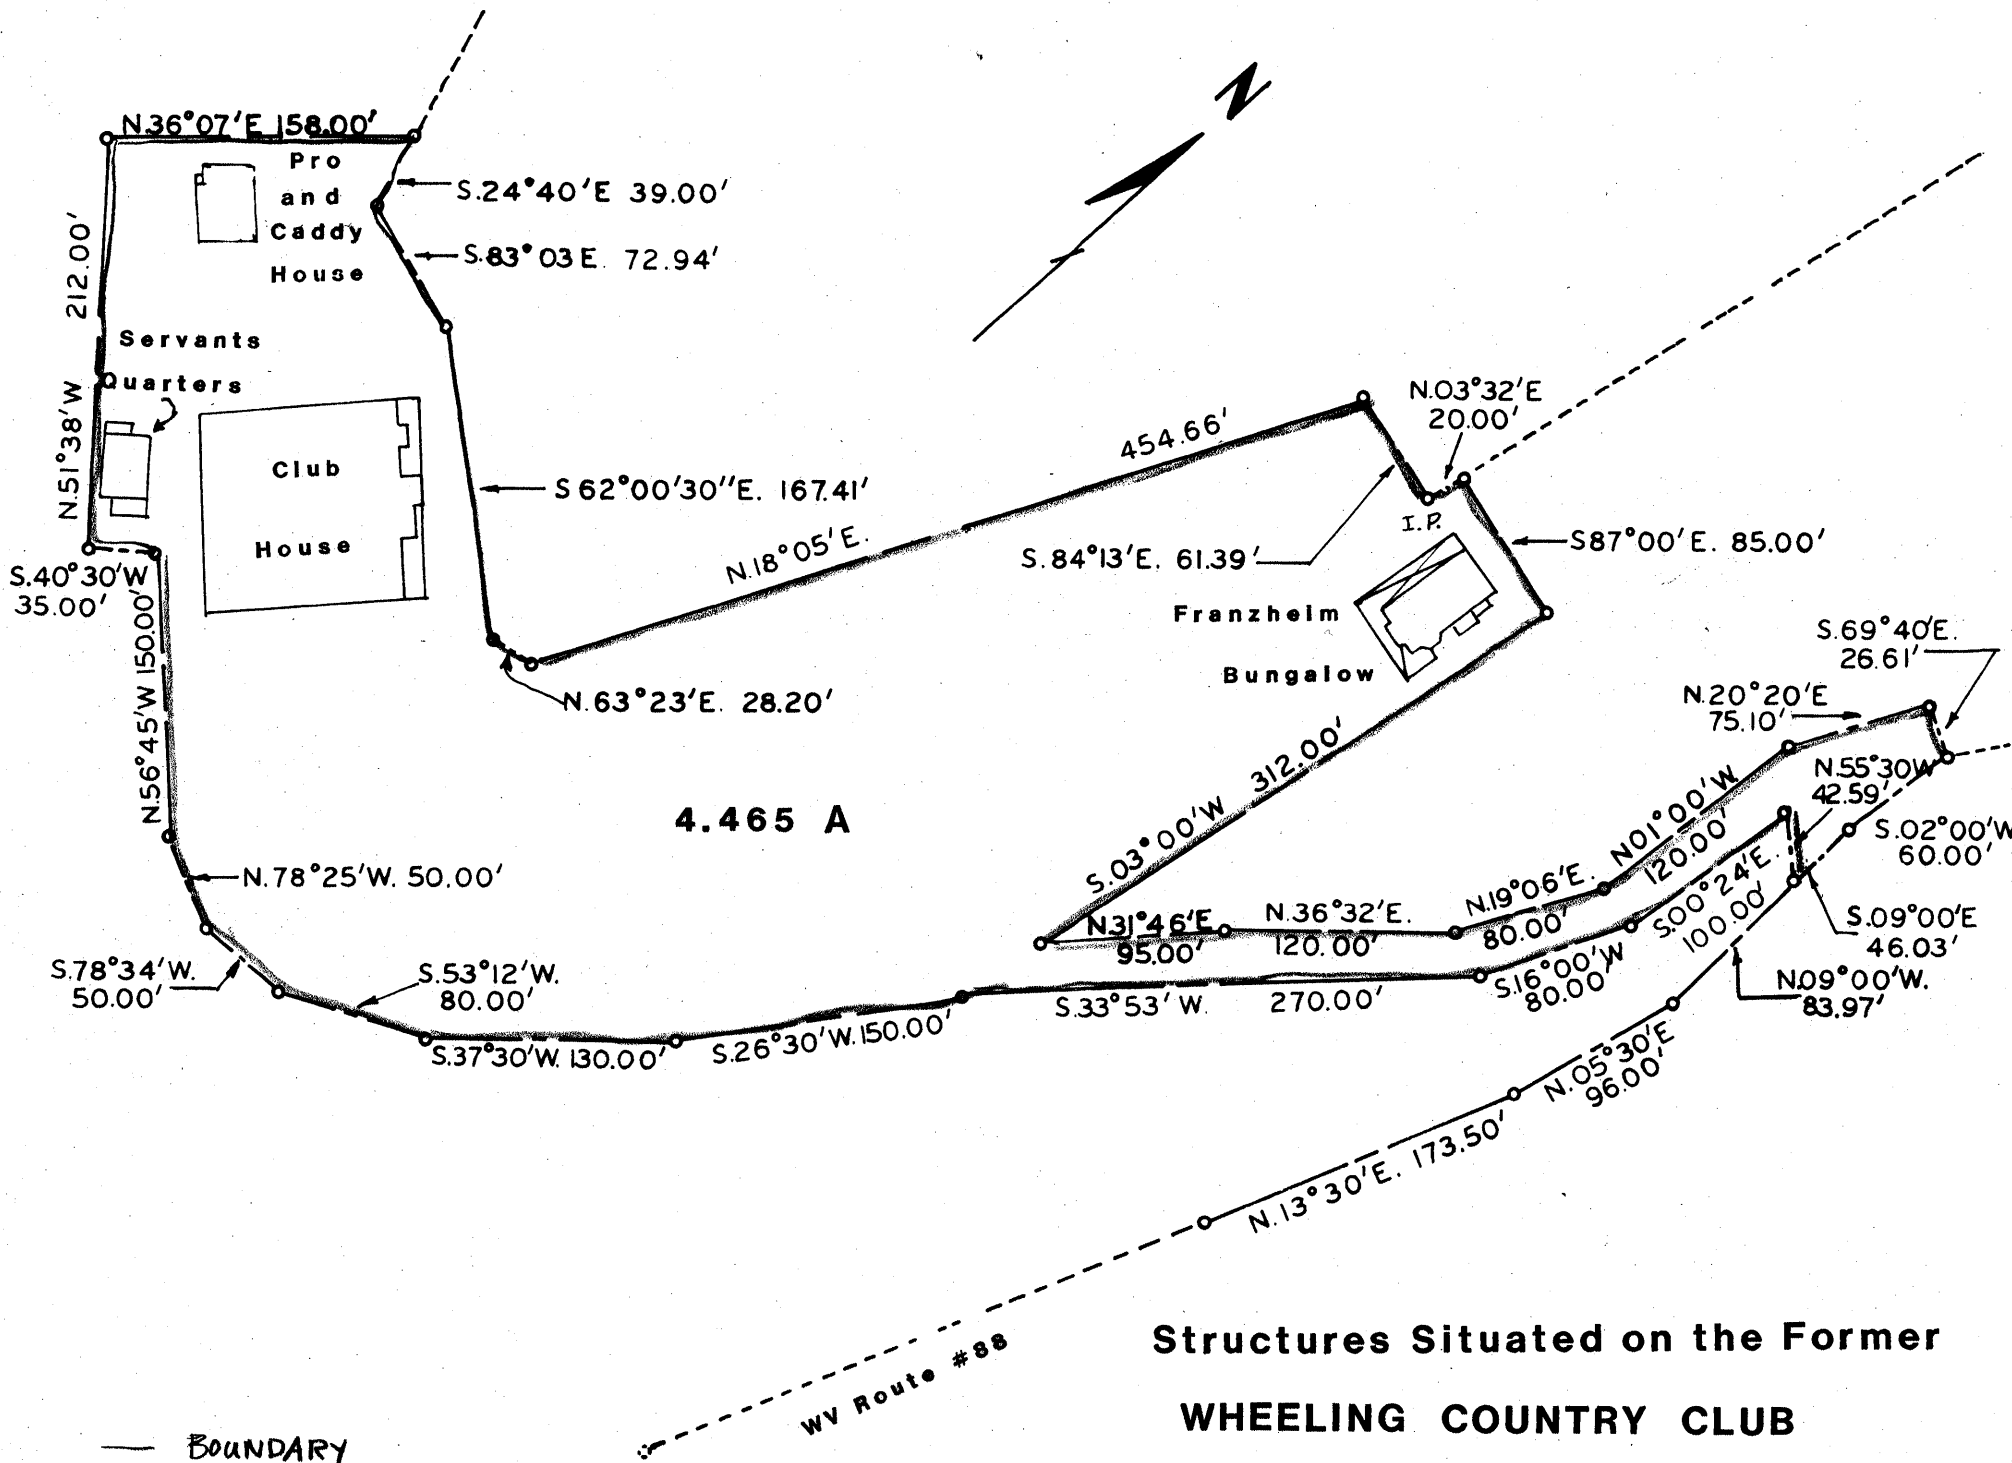 N
N.36°07'E 158.00'
Pro
and
Caddy
House
S.24°40'E 39.00'
S.83°03 E. 72.94'
212.00'
N.51°38'W
Servants
Quarters
Club
House
S 62°00'30"E. 167.41'
S.40°30'W
35.00'
N.56°45'W 150.00'
N.63°23'E. 28.20'
N.18°05'E.
454.66'
N.03°32'E
20.00'
I.P.
S.84°13'E. 61.39'
S87°00'E. 85.00'
Franzheim
Bungalow
S.69°40'E.
26.61'
N.20°20'E
75.10'
N.55°30W
42.59'
S.02°00'W
60.00'
312.00'
S.03°00'W
4.465 A
N01°00'W.
120.00'
S.00°24'E.
100.00'
N.31°46'E
95.00'
N.36°32'E.
120.00'
N.19°06'E.
80.00'
S.09°00'E
46.03'
N.09°00'W.
83.97'
N.78°25'W. 50.00'
S.78°34'W.
50.00'
S.53°12'W.
80.00'
S.37°30'W. 130.00'
S.26°30'W. 150.00'
S.33°53'W. 270.00'
S.16°00'W
80.00'
N.05°30'E
96.00'
N.13°30'E. 173.50'
WV Route #88
Structures Situated on the Former
WHEELING COUNTRY CLUB
BOUNDARY